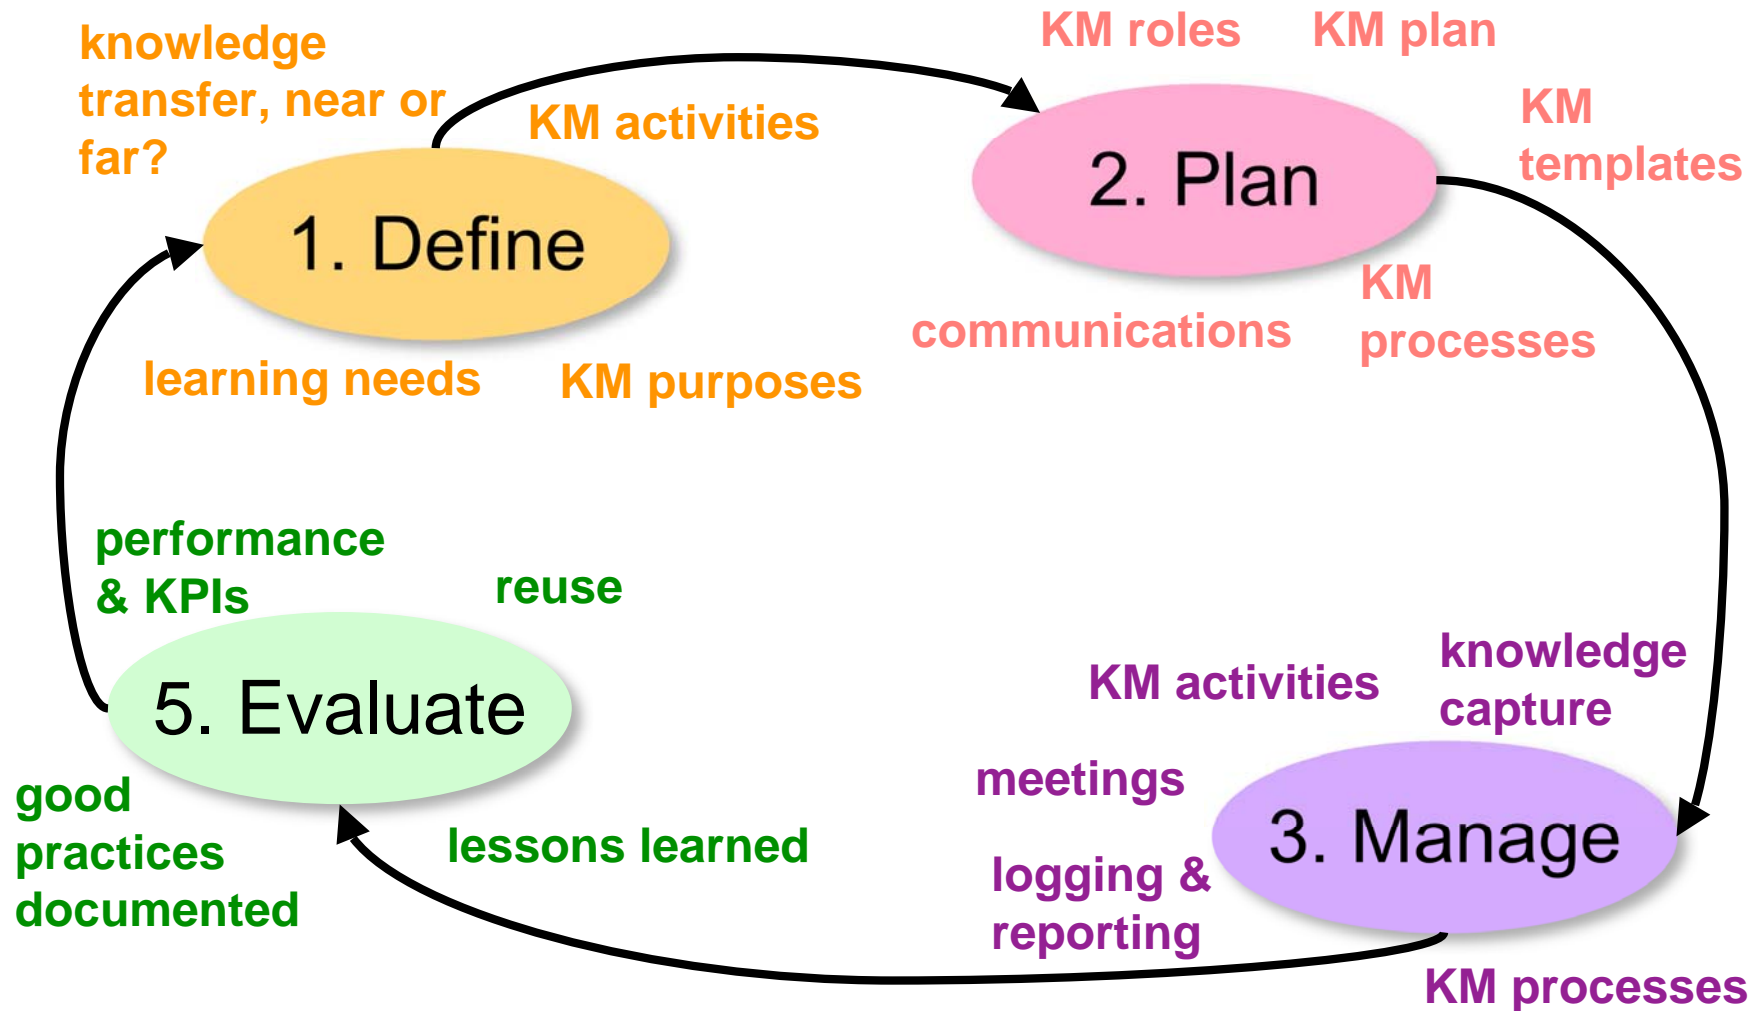 knowledge
transfer, near or
far?
KM activities
1. Define
learning needs
KM purposes
KM roles
KM plan
KM
templates
2. Plan
communications
KM
processes
KM activities
knowledge
capture
meetings
3. Manage
logging &
reporting
KM processes
performance
& KPIs
reuse
5. Evaluate
good
practices
documented
lessons learned